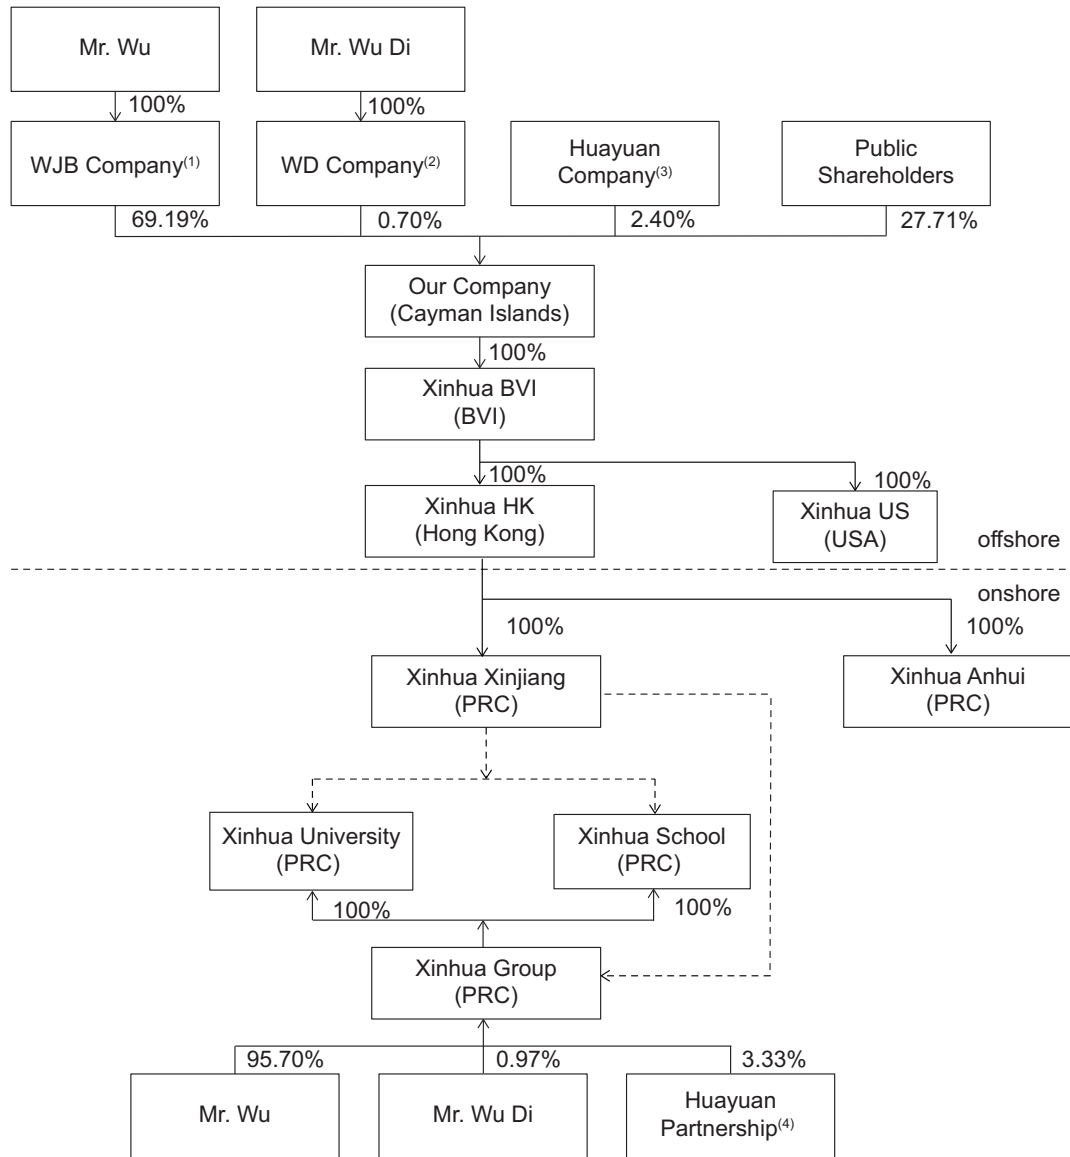 Mr. Wu
Mr. Wu Di
100%
100%
WJB Company(1)
WD Company(2)
Huayuan
Company(3)
Public
Shareholders
69.19%
0.70%
2.40%
27.71%
Our Company
(Cayman Islands)
100%
Xinhua BVI
(BVI)
100%
100%
Xinhua HK
(Hong Kong)
Xinhua US
(USA)
offshore
onshore
100%
100%
Xinhua Xinjiang
(PRC)
Xinhua Anhui
(PRC)
Xinhua University
(PRC)
Xinhua School
(PRC)
100%
100%
Xinhua Group
(PRC)
95.70%
0.97%
3.33%
Mr. Wu
Mr. Wu Di
Huayuan
Partnership(4)